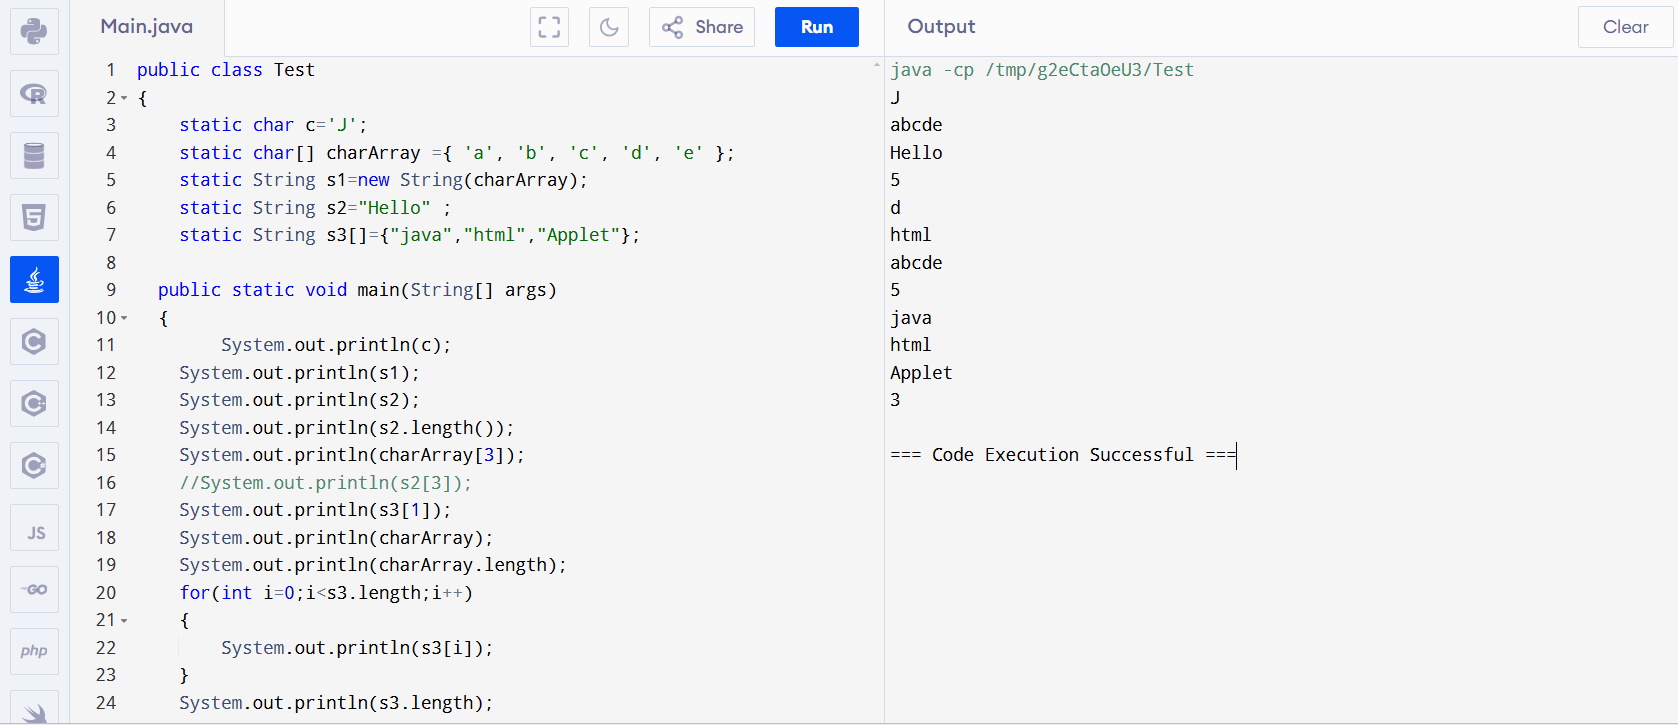 Main.java
Share
Run
Output
Clear
1 public class Test
2 {
3 static char c='J';
4 static char[] charArray ={ 'a', 'b', 'c', 'd', 'e' };
5 static String s1=new String(charArray);
6 static String s2="Hello" ;
7 static String s3[]={"java","html","Applet"};
8
9 public static void main(String[] args)
10 {
11 System.out.println(c);
12 System.out.println(s1);
13 System.out.println(s2);
14 System.out.println(s2.length());
15 System.out.println(charArray[3]);
16 //System.out.println(s2[3]);
17 System.out.println(s3[1]);
18 System.out.println(charArray);
19 System.out.println(charArray.length);
20 for(int i=0;i<s3.length;i++)
21 {
22 System.out.println(s3[i]);
23 }
24 System.out.println(s3.length);
java -cp /tmp/g2eCtaOeU3/Test
J
abcde
Hello
5
d
html
abcde
5
java
html
Applet
3
=== Code Execution Successful ===
R
5
C
C++
C
JS
GO
php